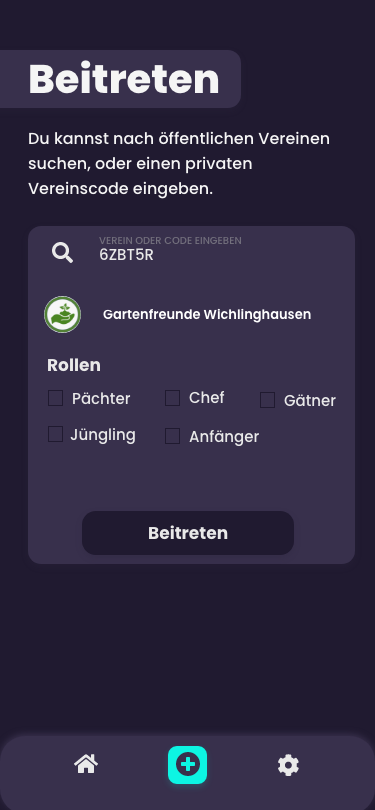 Beitreten
Du kannst nach öffentlichen Vereinen
suchen, oder einen privaten
Vereinscode eingeben.
VEREIN ODER CODE EINGEBEN
6ZBT5R
Gartenfreunde Wichlinghausen
Rollen
Pächter
Chef
Gätner
Jüngling
Anfänger
Beitreten